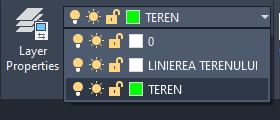 TEREN
Layer
Properties
0
LINIEREA TERENULUI
TEREN